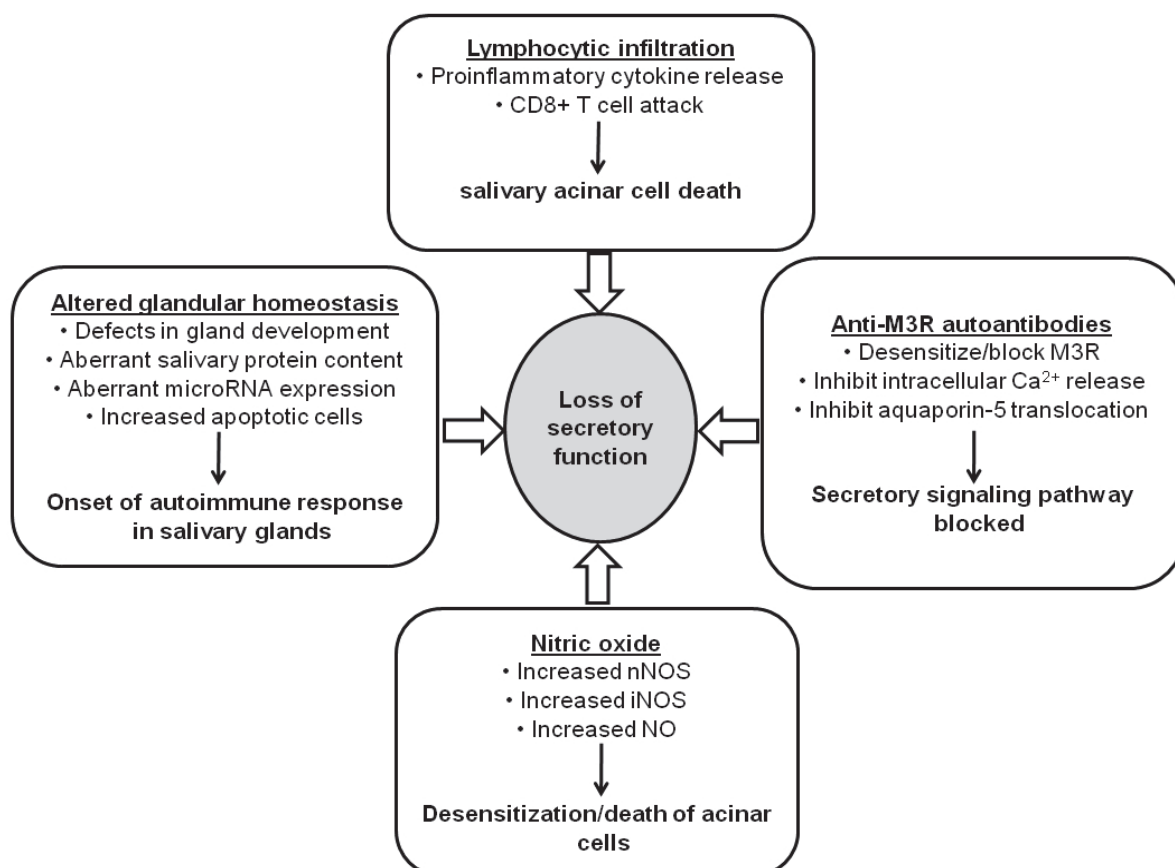 Lymphocytic infiltration
• Proinflammatory cytokine release
• CD8+ T cell attack
salivary acinar cell death
Altered glandular homeostasis
• Defects in gland development
• Aberrant salivary protein content
• Aberrant microRNA expression
• Increased apoptotic cells
Onset of autoimmune response
in salivary glands
Loss of
secretory
function
Anti-M3R autoantibodies
• Desensitize/block M3R
• Inhibit intracellular Ca²⁺ release
• Inhibit aquaporin-5 translocation
Secretory signaling pathway
blocked
Nitric oxide
• Increased nNOS
• Increased iNOS
• Increased NO
Desensitization/death of acinar
cells